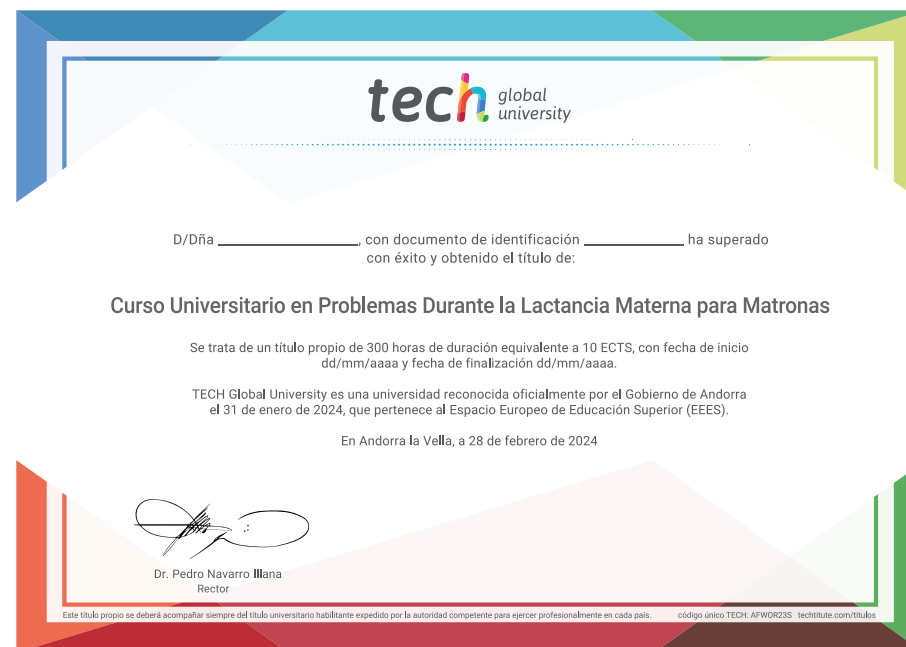 tech global university
D/Dña ____________________, con documento de identificación ______________ ha superado
con éxito y obtenido el título de:
Curso Universitario en Problemas Durante la Lactancia Materna para Matronas
Se trata de un título propio de 300 horas de duración equivalente a 10 ECTS, con fecha de inicio
dd/mm/aaaa y fecha de finalización dd/mm/aaaa.
TECH Global University es una universidad reconocida oficialmente por el Gobierno de Andorra
el 31 de enero de 2024, que pertenece al Espacio Europeo de Educación Superior (EEES).
En Andorra la Vella, a 28 de febrero de 2024
Dr. Pedro Navarro Illana
Rector
Este título propio se deberá acompañar siempre del título universitario habilitante expedido por la autoridad competente para ejercer profesionalmente en cada país. código único TECH: AFWOR23S techtitute.com/titulos